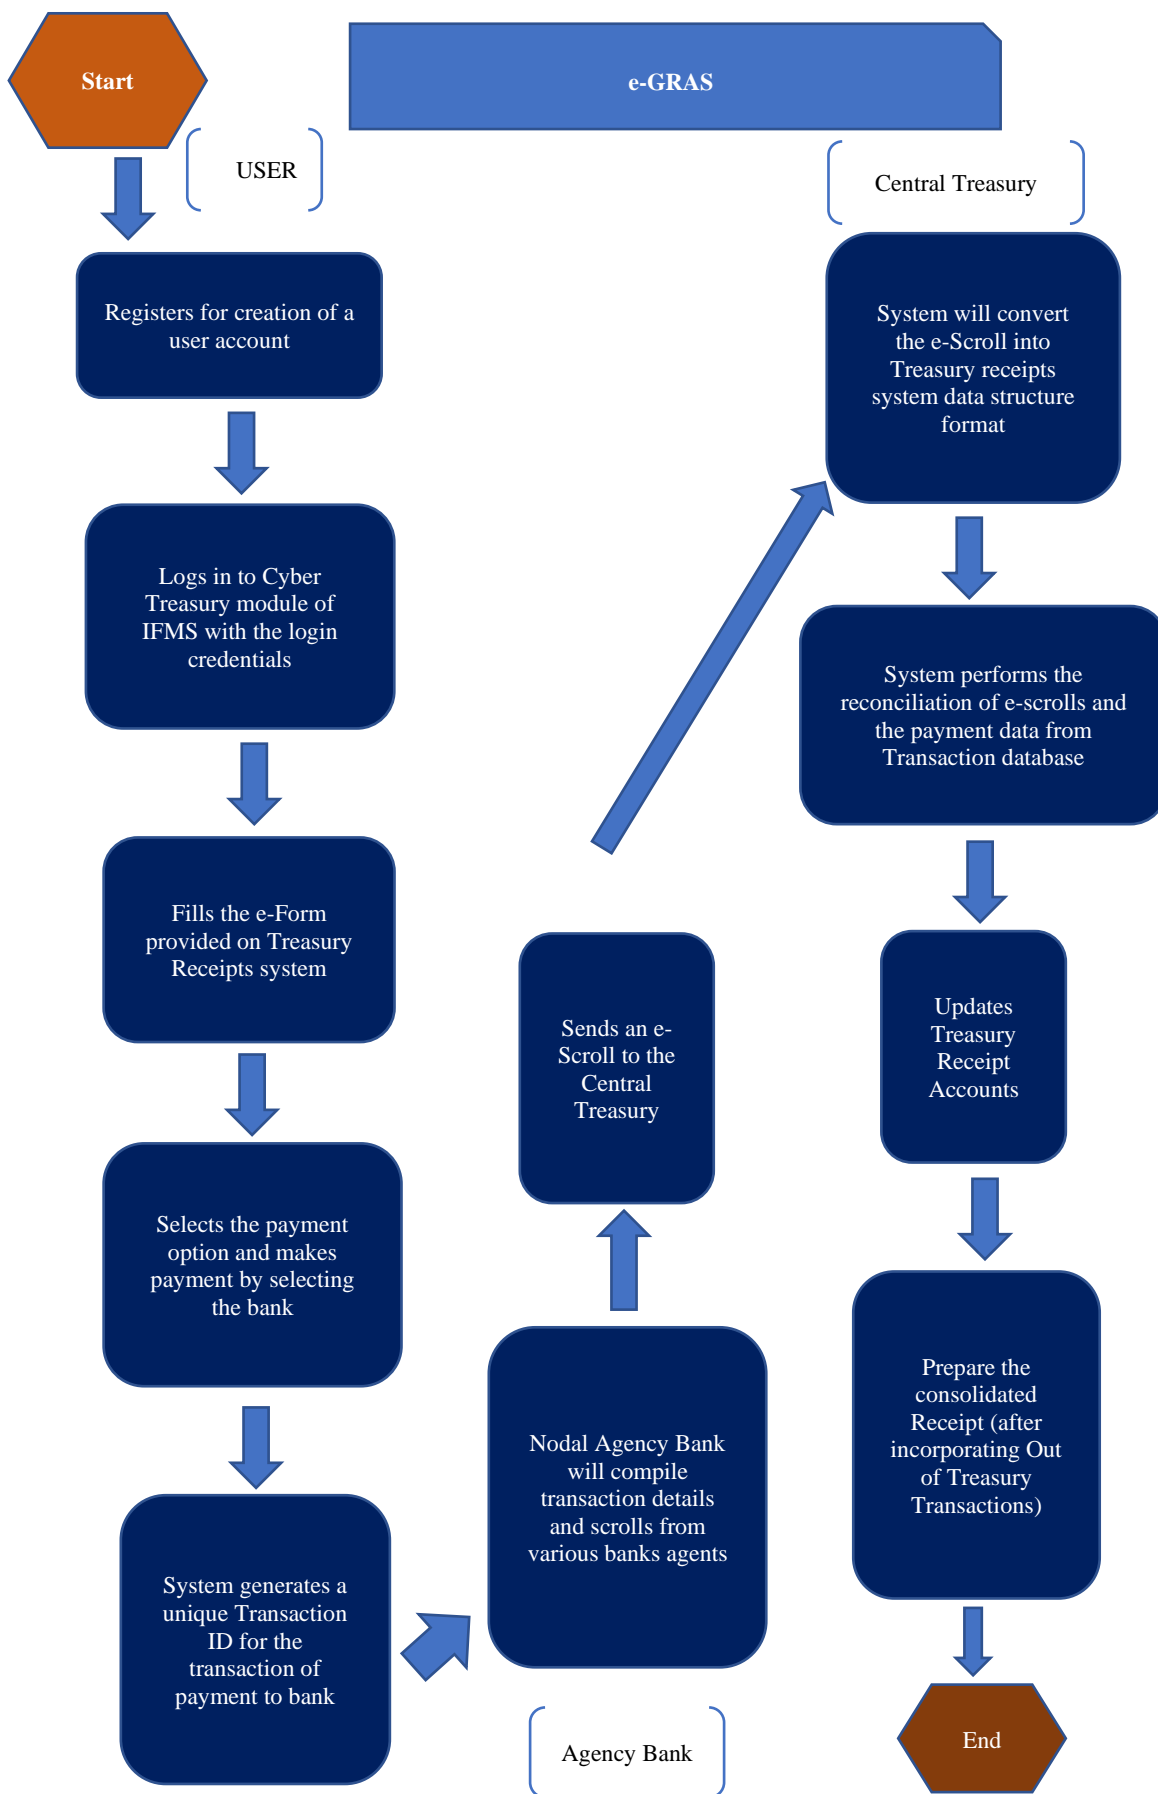 Start
e-GRAS
USER
Registers for creation of a
user account
Logs in to Cyber
Treasury module of
IFMS with the login
credentials
Fills the e-Form
provided on Treasury
Receipts system
Selects the payment
option and makes
payment by selecting
the bank
System generates a
unique Transaction
ID for the
transaction of
payment to bank
Agency Bank
Nodal Agency Bank
will compile
transaction details
and scrolls from
various banks agents
Sends an e-
Scroll to the
Central
Treasury
Central Treasury
System will convert
the e-Scroll into
Treasury receipts
system data structure
format
System performs the
reconciliation of e-scrolls and
the payment data from
Transaction database
Updates
Treasury
Receipt
Accounts
Prepare the
consolidated
Receipt (after
incorporating Out
of Treasury
Transactions)
End